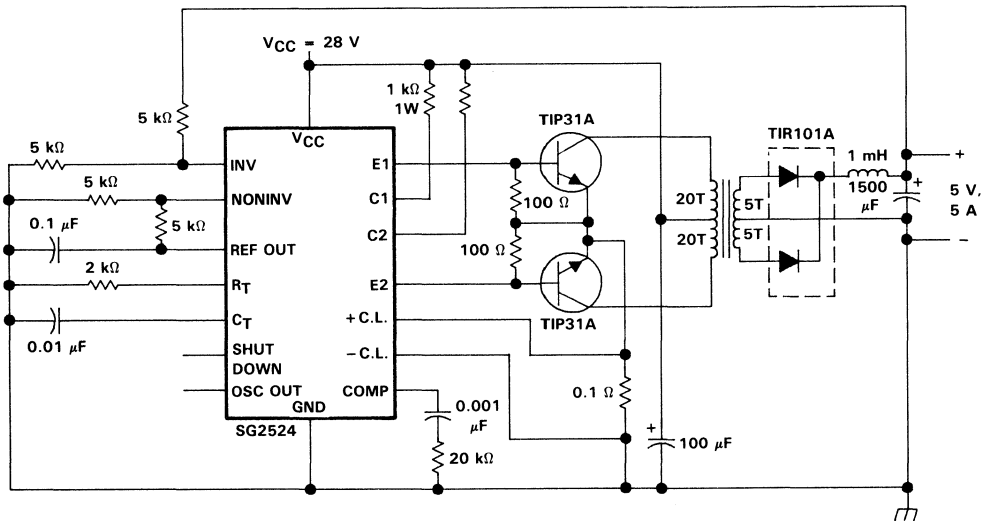 VCC = 28 V
1 kΩ
1W
5 kΩ
TIP31A
TIR101A
VCC
5 kΩ
INV
E1
1 mH
+
5 kΩ
NONINV
C1
100 Ω
20T
5T
1500
μF
+
5 V,
5 A
0.1 μF
5 kΩ
C2
REF OUT
100 Ω
20T
5T
–
2 kΩ
RT
E2
CT
+ C.L.
TIP31A
0.01 μF
SHUT
DOWN
– C.L.
OSC OUT
COMP
0.1 Ω
GND
0.001
μF
SG2524
+
100 μF
20 kΩ